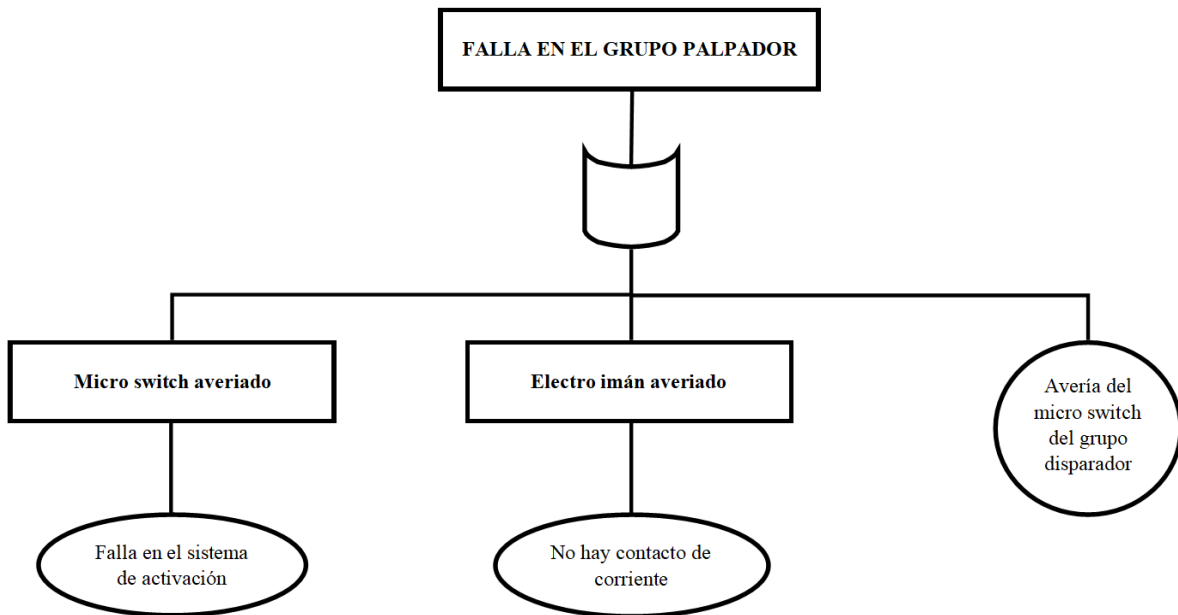 FALLA EN EL GRUPO PALPADOR
Micro switch averiado
Electro imán averiado
Avería del
micro switch
del grupo
disparador
Falla en el sistema
de activación
No hay contacto de
corriente